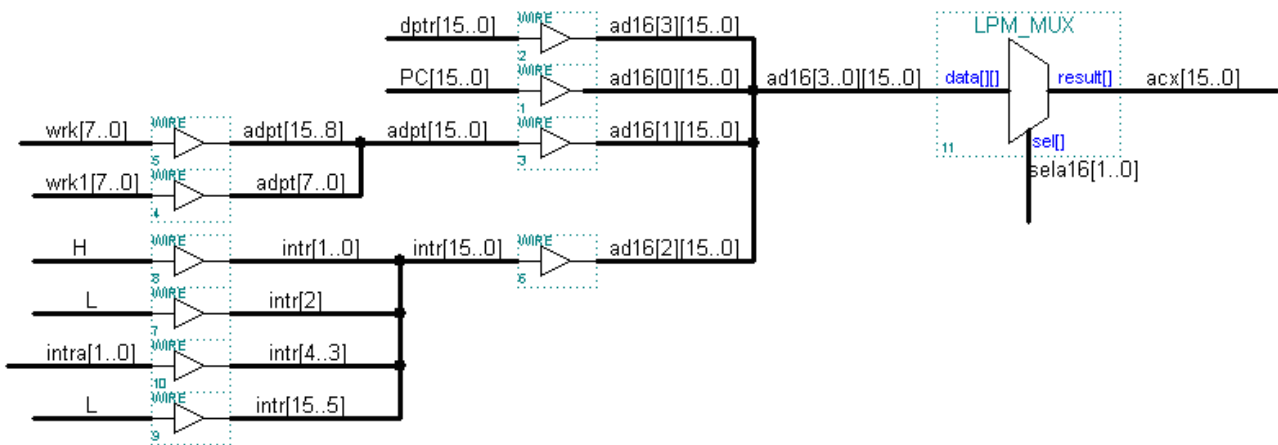 dptr[15..0] WIRE 2 ad16[3][15..0] LPM_MUX
PC[15..0] WIRE 1 ad16[0][15..0] ad16[3..0][15..0] data[][] result[] acx[15..0]
wrk[7..0] WIRE 5 adpt[15..8] adpt[15..0] WIRE 3 ad16[1][15..0] 11 sel[]
wrk1[7..0] WIRE 4 adpt[7..0] sela16[1..0]
H WIRE 8 intr[1..0] intr[15..0] WIRE 6 ad16[2][15..0]
L WIRE 7 intr[2]
intra[1..0] WIRE 10 intr[4..3]
L WIRE 9 intr[15..5]